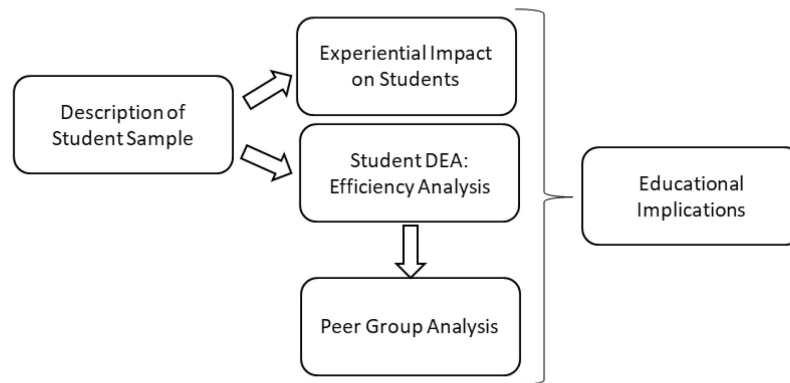 Description of
Student Sample
Experiential Impact
on Students
Student DEA:
Efficiency Analysis
Peer Group Analysis
Educational
Implications